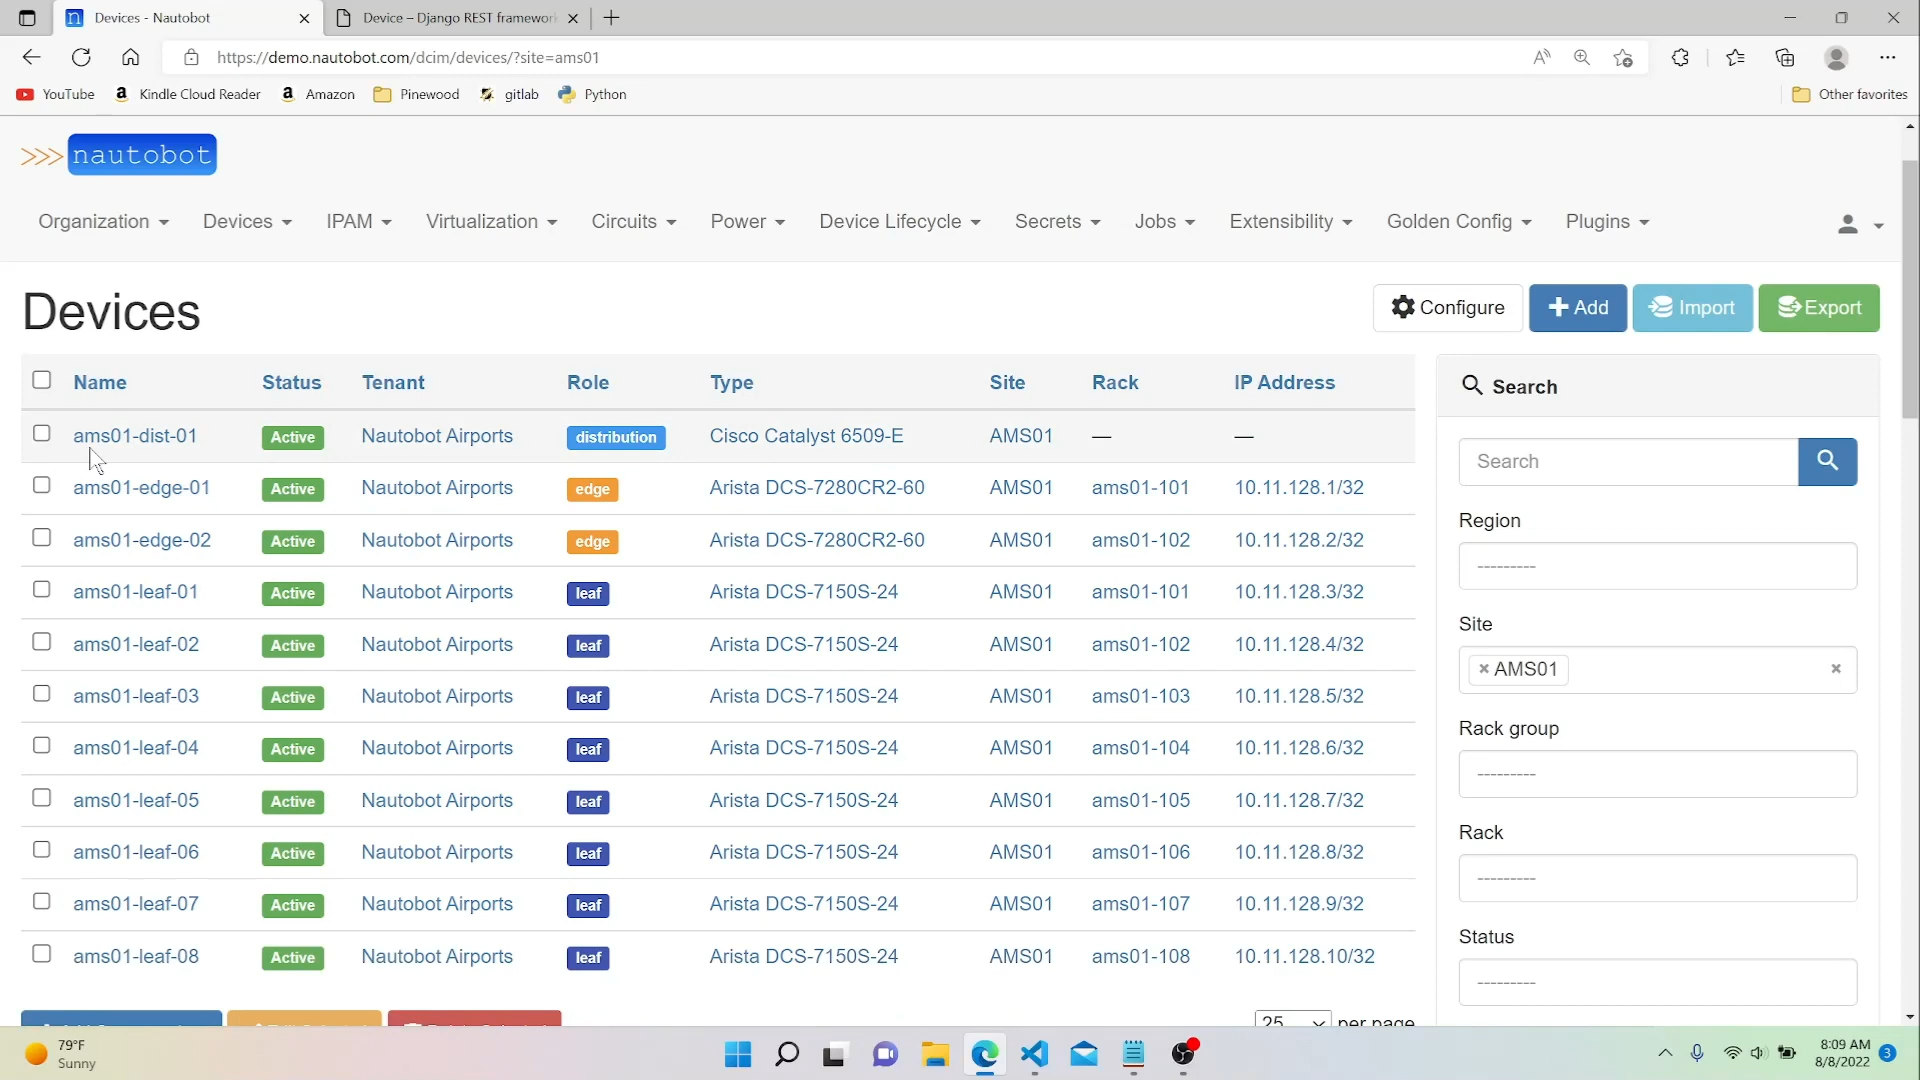 Devices - Nautobot
Device – Django REST framewor
https://demo.nautobot.com/dcim/devices/?site=ams01
YouTube
Kindle Cloud Reader
Amazon
Pinewood
gitlab
Python
Other favorites
>>> nautobot
Organization
Devices
IPAM
Virtualization
Circuits
Power
Device Lifecycle
Secrets
Jobs
Extensibility
Golden Config
Plugins
Devices
Configure
Add
Import
Export
Name Status Tenant Role Type Site Rack IP Address
ams01-dist-01 Active Nautobot Airports distribution Cisco Catalyst 6509-E AMS01 — —
ams01-edge-01 Active Nautobot Airports edge Arista DCS-7280CR2-60 AMS01 ams01-101 10.11.128.1/32
ams01-edge-02 Active Nautobot Airports edge Arista DCS-7280CR2-60 AMS01 ams01-102 10.11.128.2/32
ams01-leaf-01 Active Nautobot Airports leaf Arista DCS-7150S-24 AMS01 ams01-101 10.11.128.3/32
ams01-leaf-02 Active Nautobot Airports leaf Arista DCS-7150S-24 AMS01 ams01-102 10.11.128.4/32
ams01-leaf-03 Active Nautobot Airports leaf Arista DCS-7150S-24 AMS01 ams01-103 10.11.128.5/32
ams01-leaf-04 Active Nautobot Airports leaf Arista DCS-7150S-24 AMS01 ams01-104 10.11.128.6/32
ams01-leaf-05 Active Nautobot Airports leaf Arista DCS-7150S-24 AMS01 ams01-105 10.11.128.7/32
ams01-leaf-06 Active Nautobot Airports leaf Arista DCS-7150S-24 AMS01 ams01-106 10.11.128.8/32
ams01-leaf-07 Active Nautobot Airports leaf Arista DCS-7150S-24 AMS01 ams01-107 10.11.128.9/32
ams01-leaf-08 Active Nautobot Airports leaf Arista DCS-7150S-24 AMS01 ams01-108 10.11.128.10/32
25 per page
Search
Search
Region
---------
Site
× AMS01 ×
Rack group
---------
Rack
---------
Status
---------
79°F
Sunny
8:09 AM
8/8/2022
3